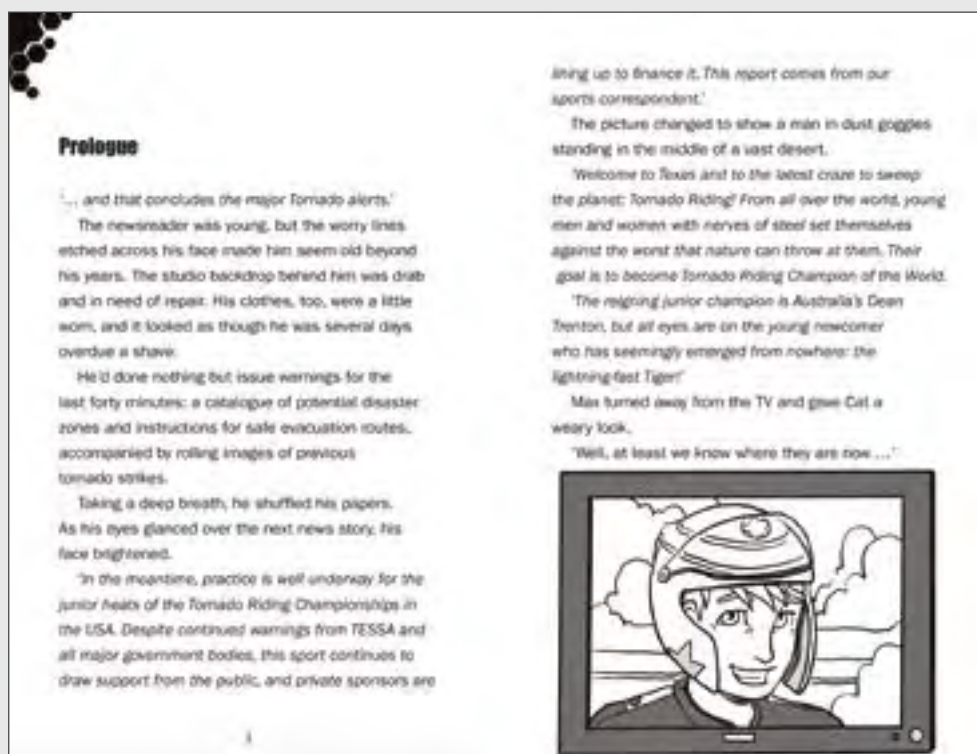 Prologue
'... and that concludes the major Tornado alerts.'
The newsreader was young, but the worry lines
etched across his face made him seem old beyond
his years. The studio backdrop behind him was drab
and in need of repair. His clothes, too, were a little
worn, and it looked as though he was several days
overdue a shave.
He'd done nothing but issue warnings for the
last forty minutes: a catalogue of potential disaster
zones and instructions for safe evacuation routes,
accompanied by rolling images of previous
tornado strikes.
Taking a deep breath, he shuffled his papers.
As his eyes glanced over the next news story, his
face brightened.
'In the meantime, practice is well underway for the
junior heats of the Tornado Riding Championships in
the USA. Despite continued warnings from TESSA and
all major government bodies, this sport continues to
draw support from the public, and private sponsors are
lining up to finance it. This report comes from our
sports correspondent.'
The picture changed to show a man in dust goggles
standing in the middle of a vast desert.
'Welcome to Texas and to the latest craze to sweep
the planet: Tornado Riding! From all over the world, young
men and women with nerves of steel set themselves
against the worst that nature can throw at them. Their
goal is to become Tornado Riding Champion of the World.
'The reigning junior champion is Australia's Dean
Trenton, but all eyes are on the young newcomer
who has seemingly emerged from nowhere: the
lightning-fast Tiger!'
Max turned away from the TV and gave Cat a
weary look.
'Well, at least we know where they are now ...'